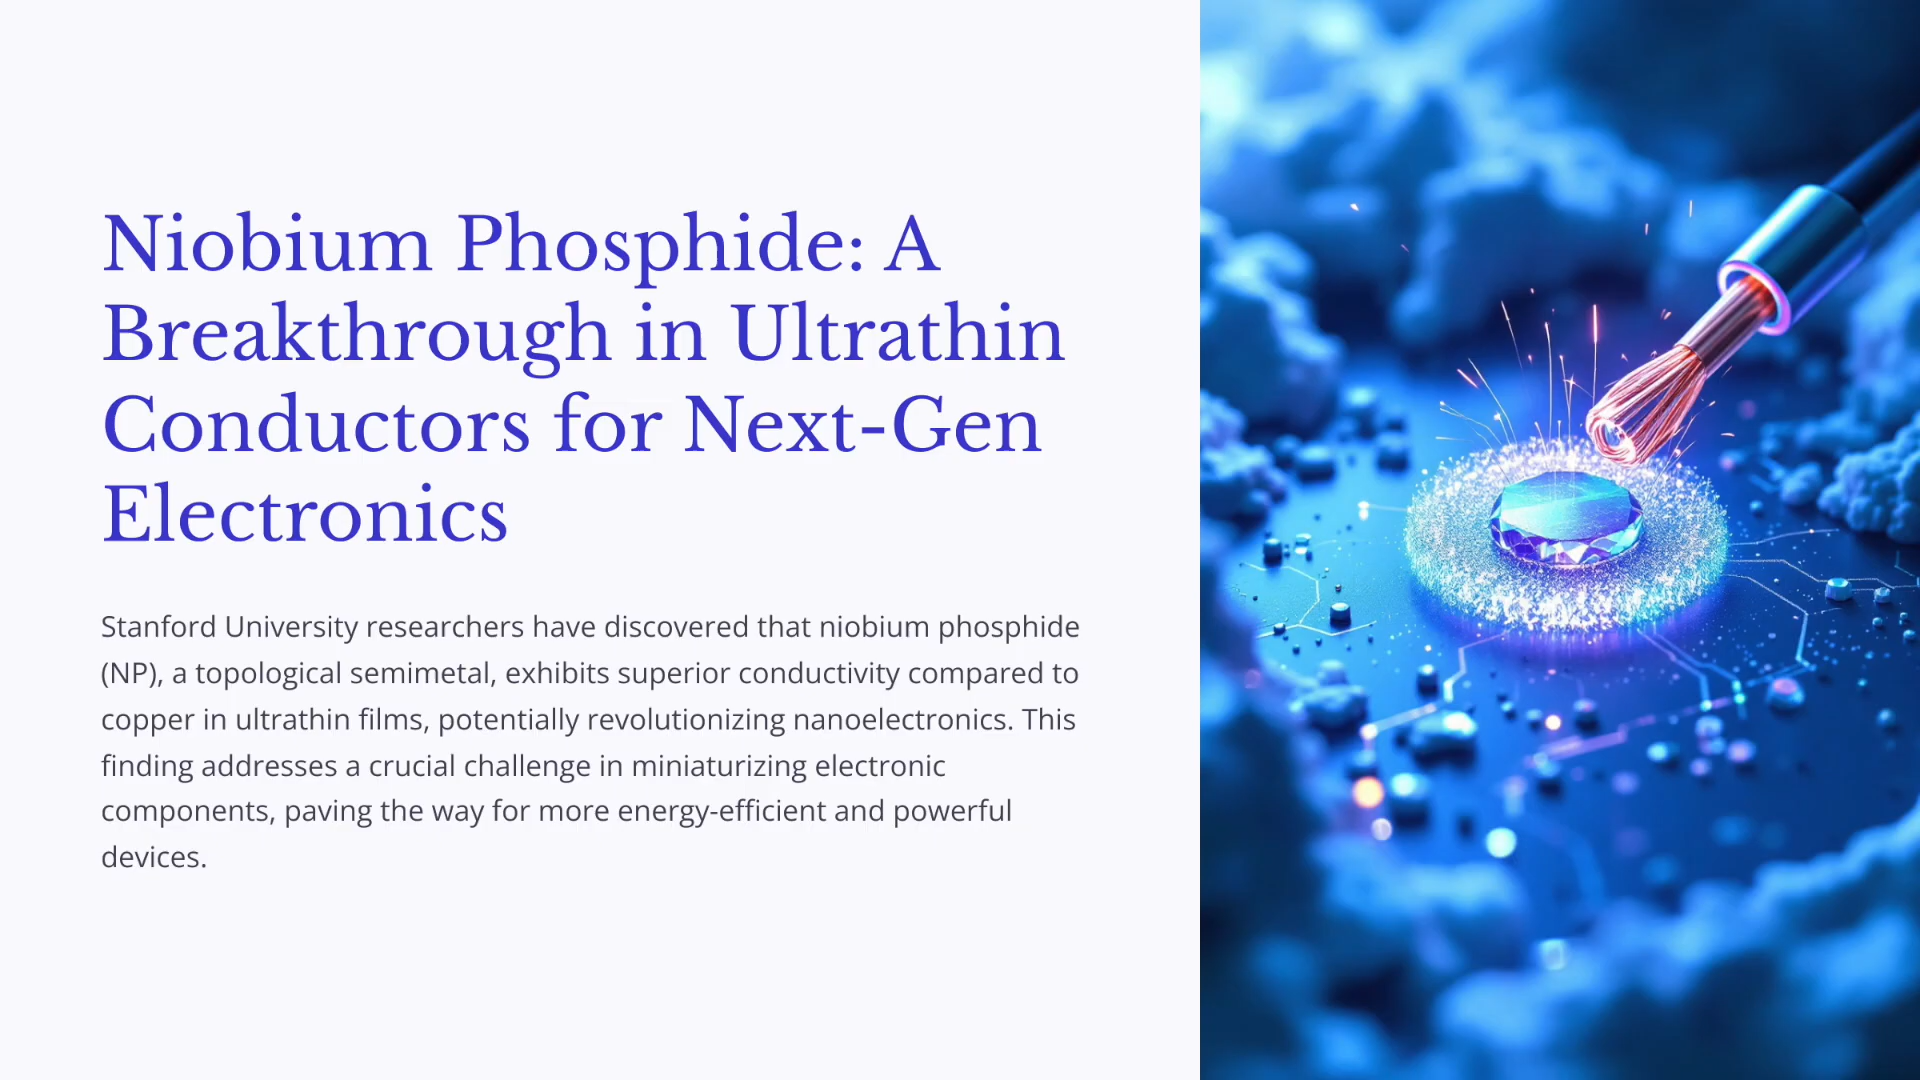 Niobium Phosphide: A
Breakthrough in Ultrathin
Conductors for Next-Gen
Electronics
Stanford University researchers have discovered that niobium phosphide
(NP), a topological semimetal, exhibits superior conductivity compared to
copper in ultrathin films, potentially revolutionizing nanoelectronics. This
finding addresses a crucial challenge in miniaturizing electronic
components, paving the way for more energy-efficient and powerful
devices.